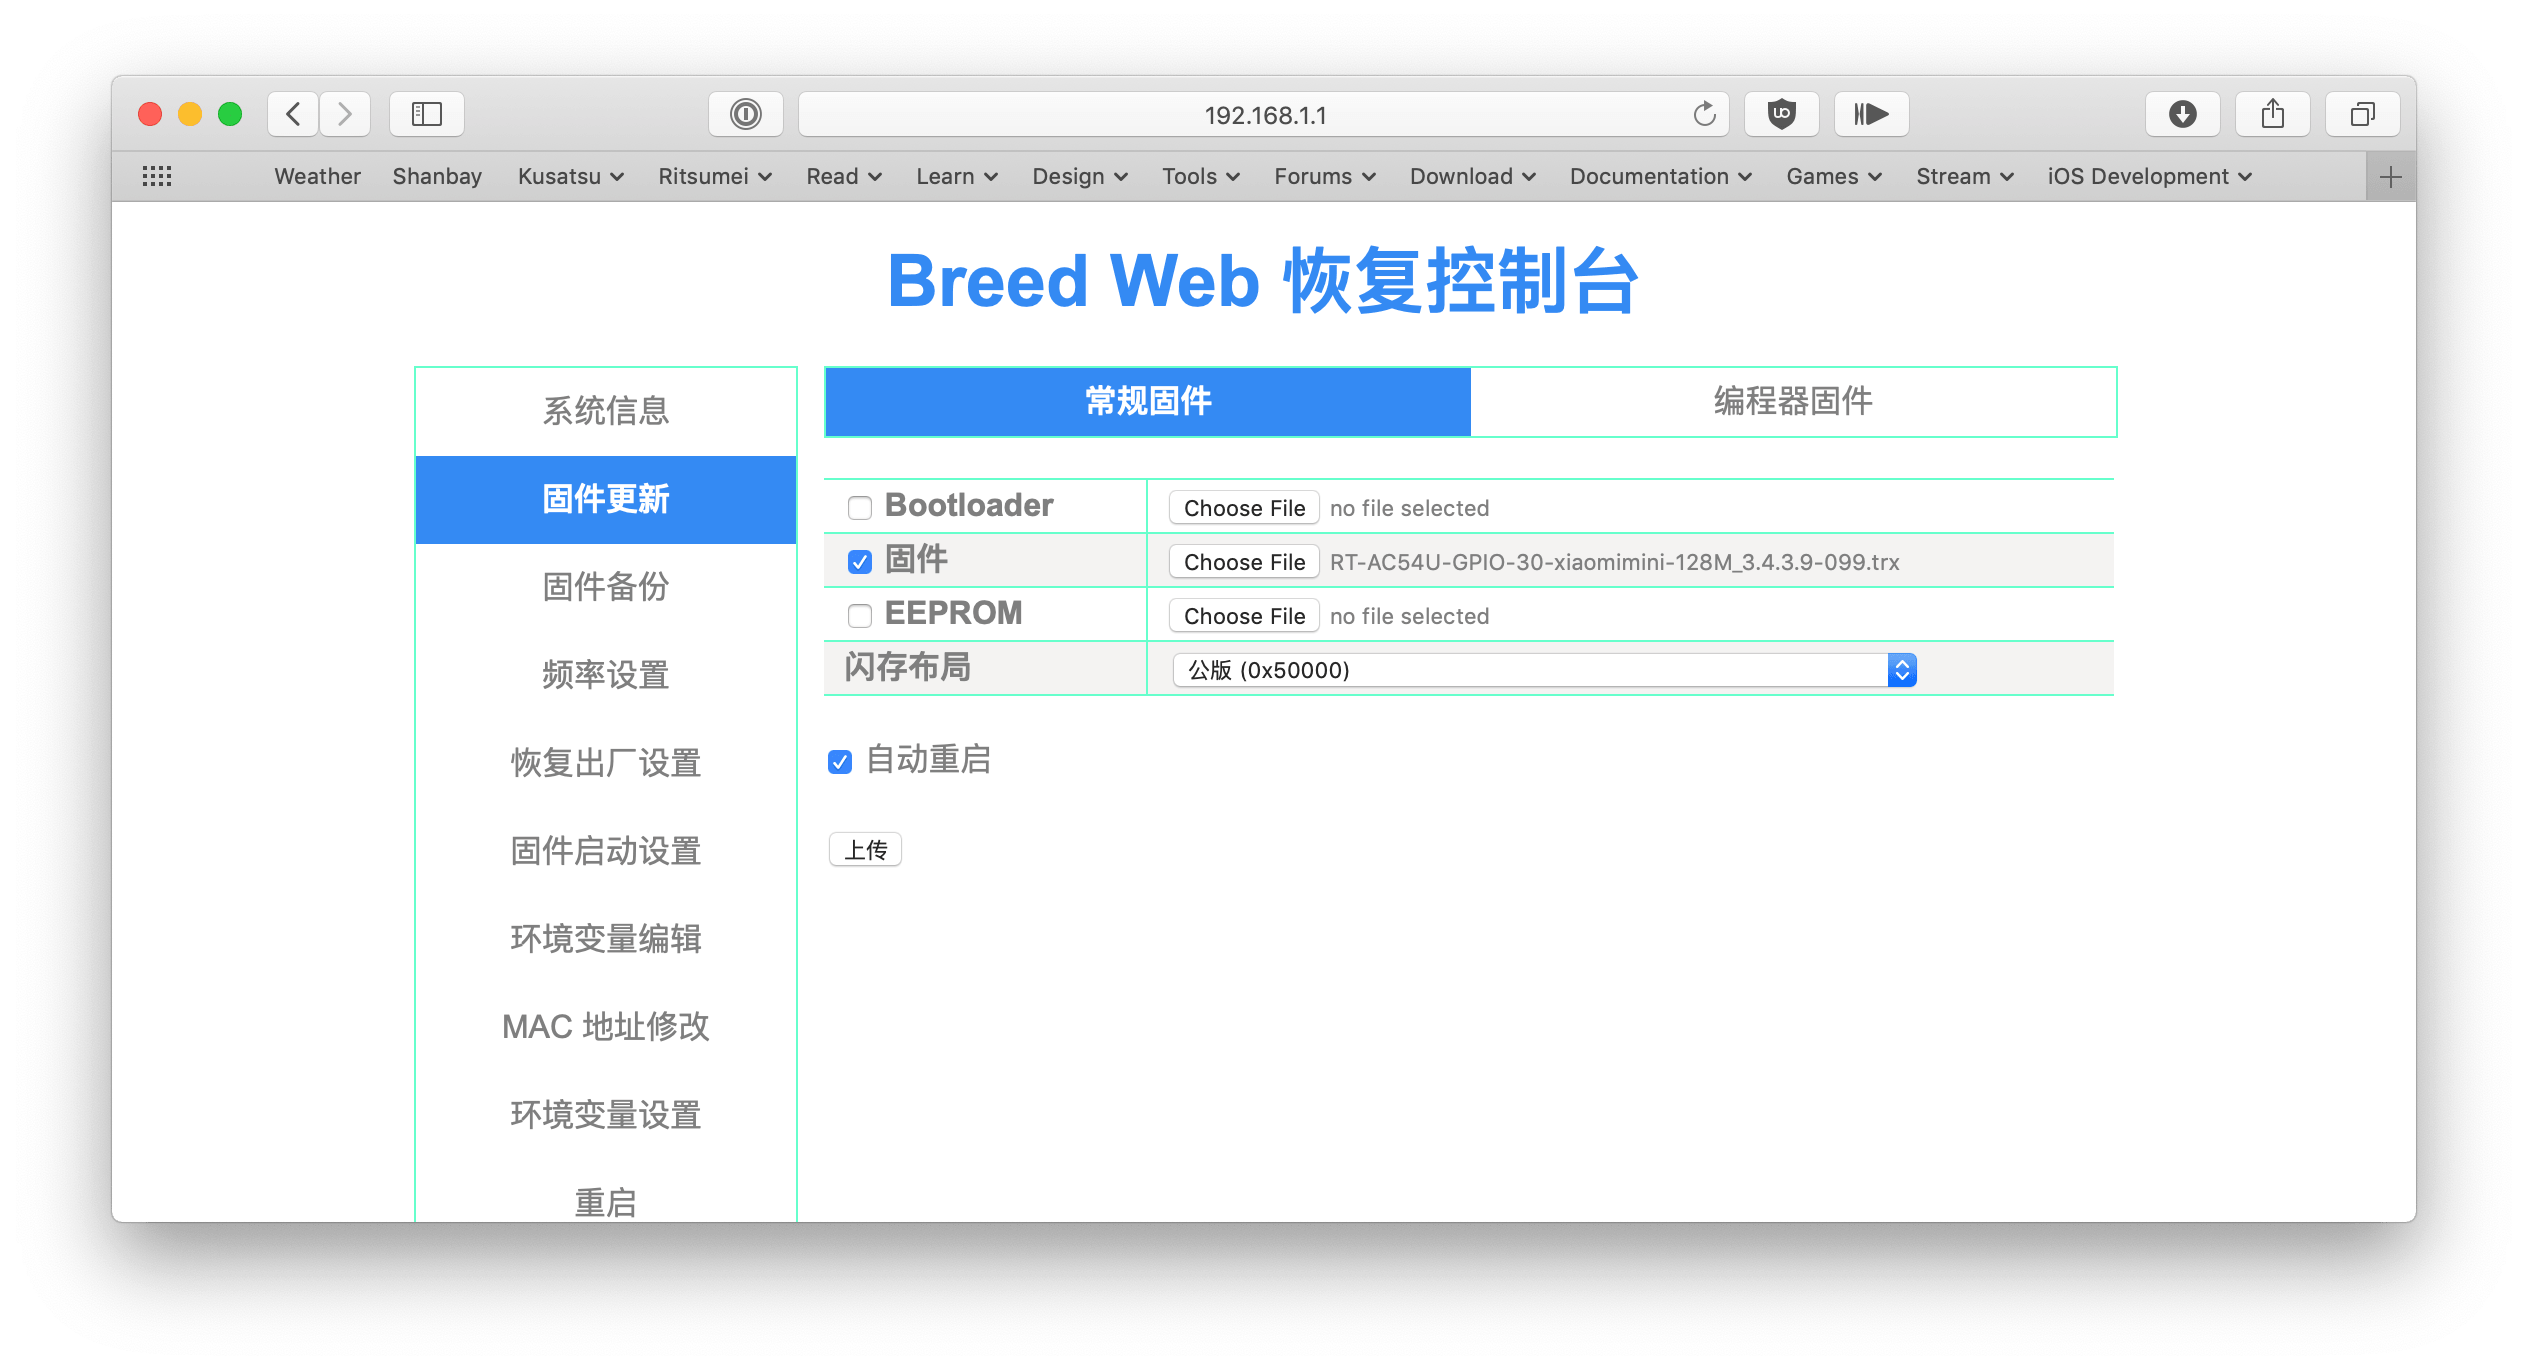 192.168.1.1
Weather Shanbay Kusatsu Ritsumei Read Learn Design Tools Forums Download Documentation Games Stream iOS Development
Breed Web 恢复控制台
系统信息
固件更新
固件备份
频率设置
恢复出厂设置
固件启动设置
环境变量编辑
MAC 地址修改
环境变量设置
重启
常规固件 编程器固件
Bootloader Choose File no file selected
固件 Choose File RT-AC54U-GPIO-30-xiaomimini-128M_3.4.3.9-099.trx
EEPROM Choose File no file selected
闪存布局 公版 (0x50000)
自动重启
上传